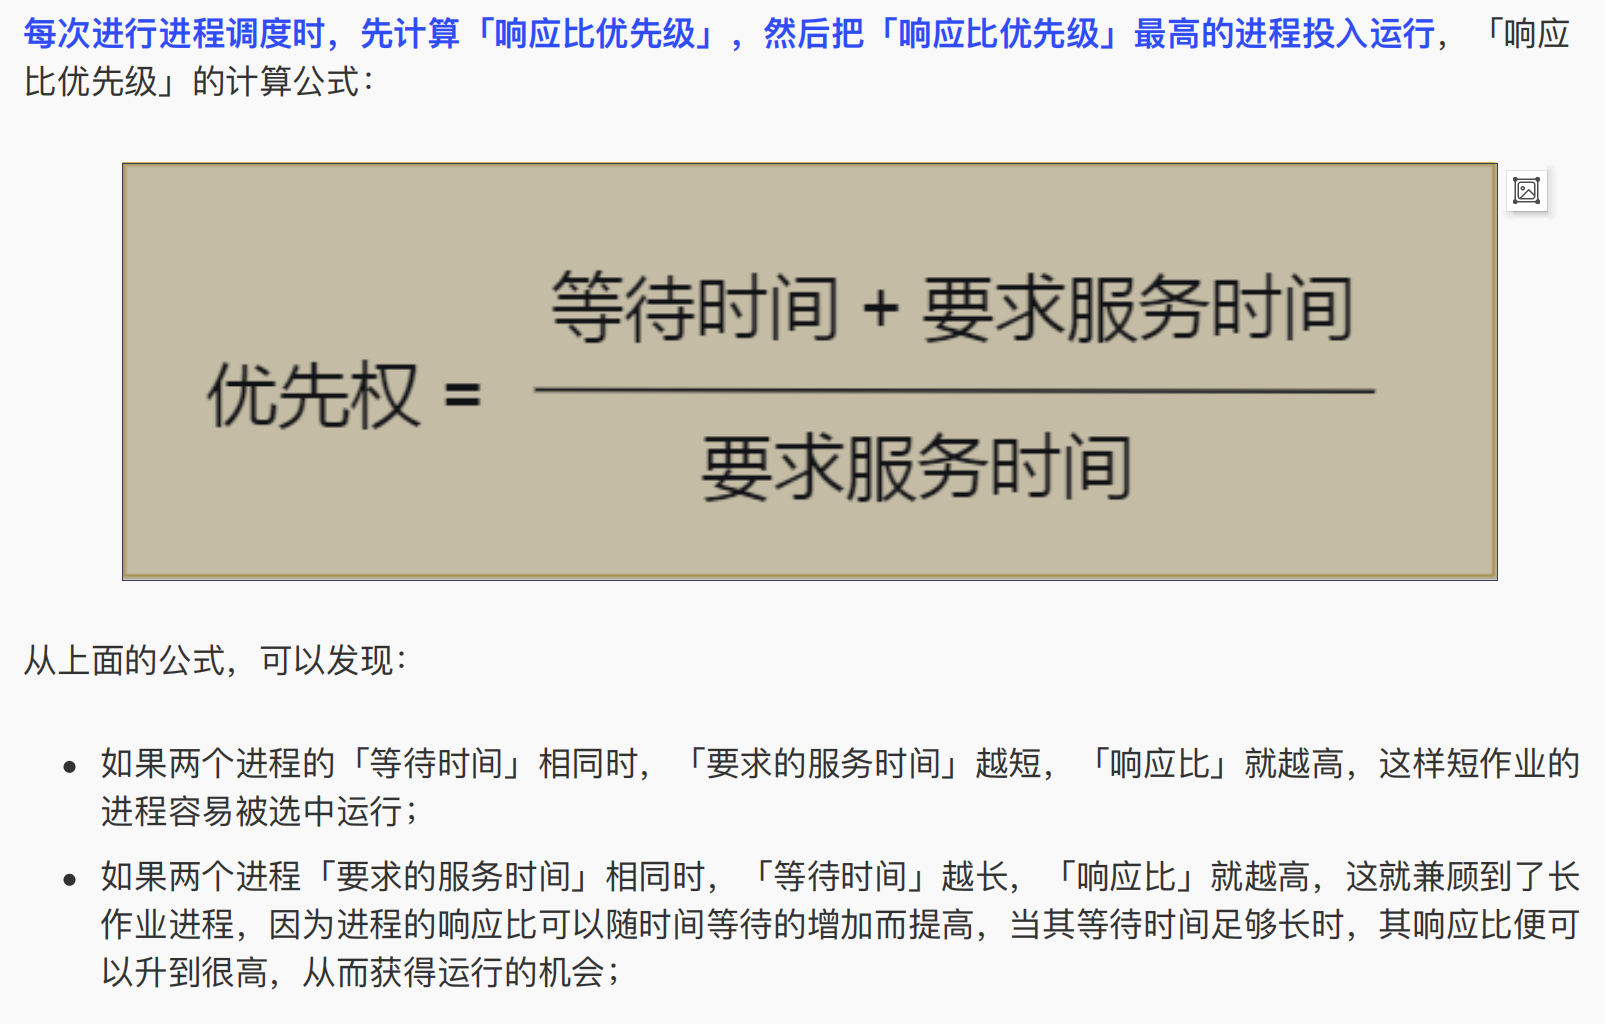 每次进行进程调度时，先计算「响应比优先级」，然后把「响应比优先级」最高的进程投入运行，「响应
比优先级」的计算公式：
等待时间 + 要求服务时间
优先权 =
要求服务时间
从上面的公式，可以发现：
• 如果两个进程的「等待时间」相同时，「要求的服务时间」越短，「响应比」就越高，这样短作业的
进程容易被选中运行；
• 如果两个进程「要求的服务时间」相同时，「等待时间」越长，「响应比」就越高，这就兼顾到了长
作业进程，因为进程的响应比可以随时间等待的增加而提高，当其等待时间足够长时，其响应比便可
以升到很高，从而获得运行的机会；